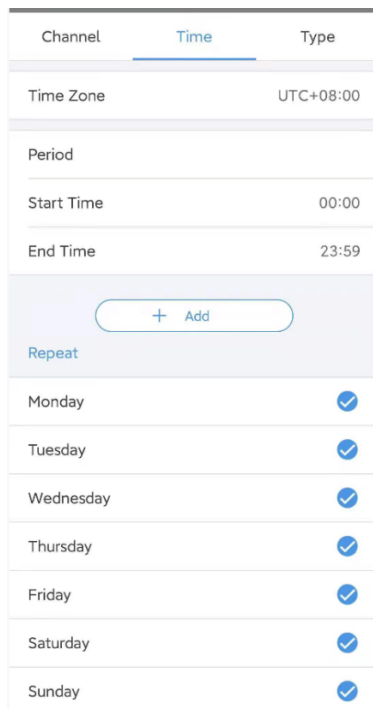 Channel Time Type
Time Zone UTC+08:00
Period
Start Time 00:00
End Time 23:59
+ Add
Repeat
Monday
Tuesday
Wednesday
Thursday
Friday
Saturday
Sunday